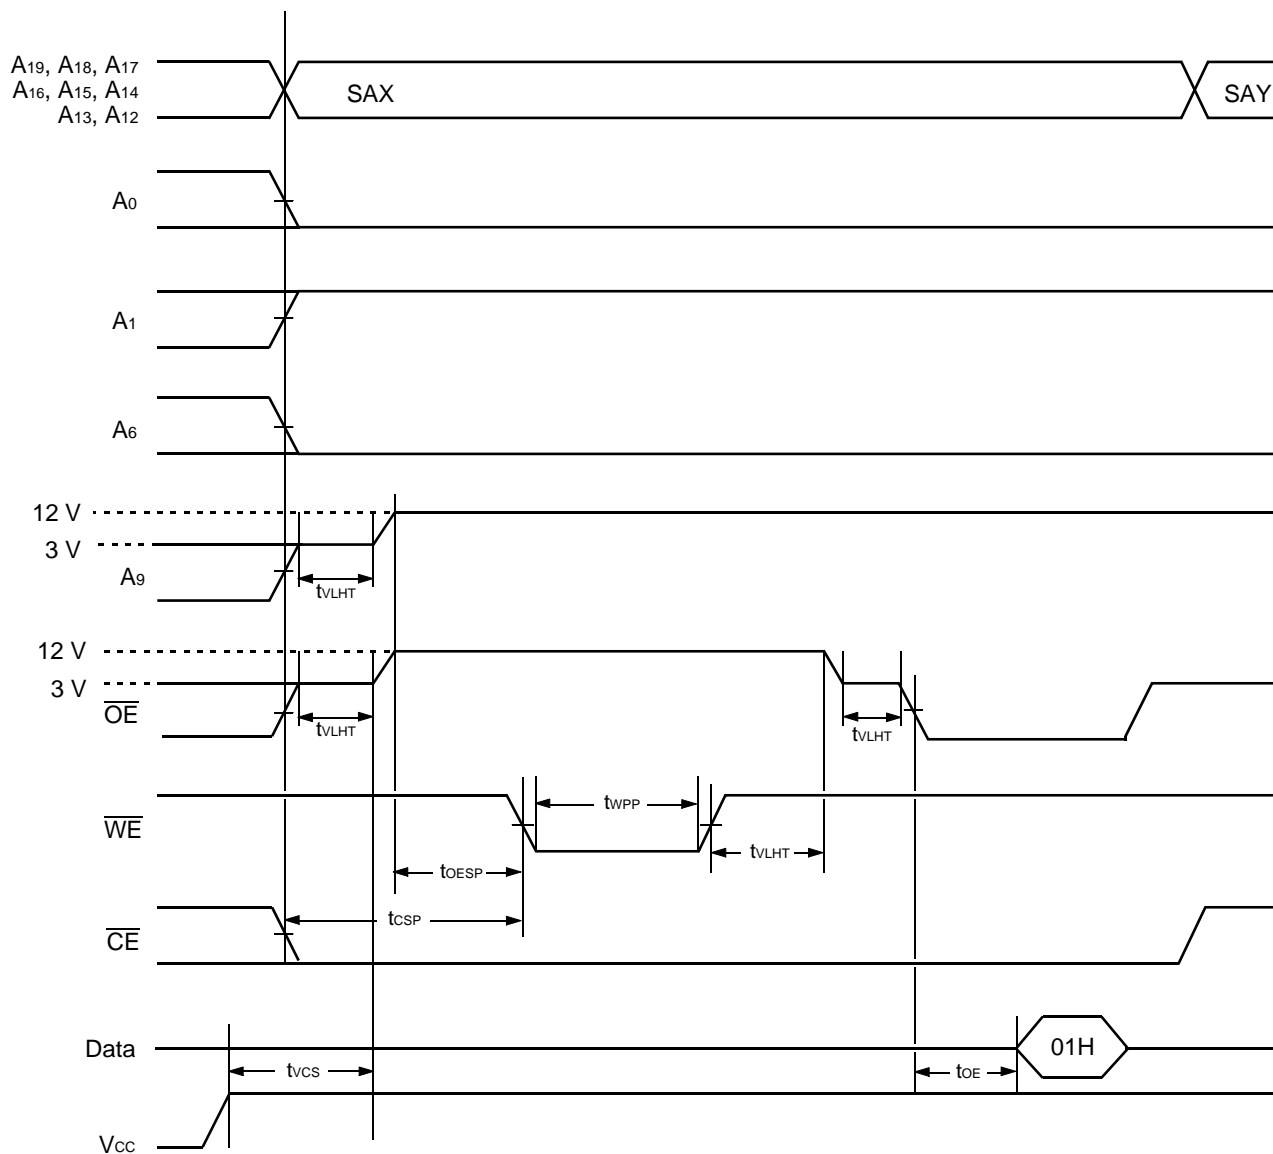 A19, A18, A17
A16, A15, A14
A13, A12
SAX
SAY
A0
A1
A6
12 V
3 V
A9
tVLHT
12 V
3 V
OE
tVLHT
tVLHT
WE
tWPP
tVLHT
tOESP
tCSP
CE
Data
01H
tVCS
tOE
VCC